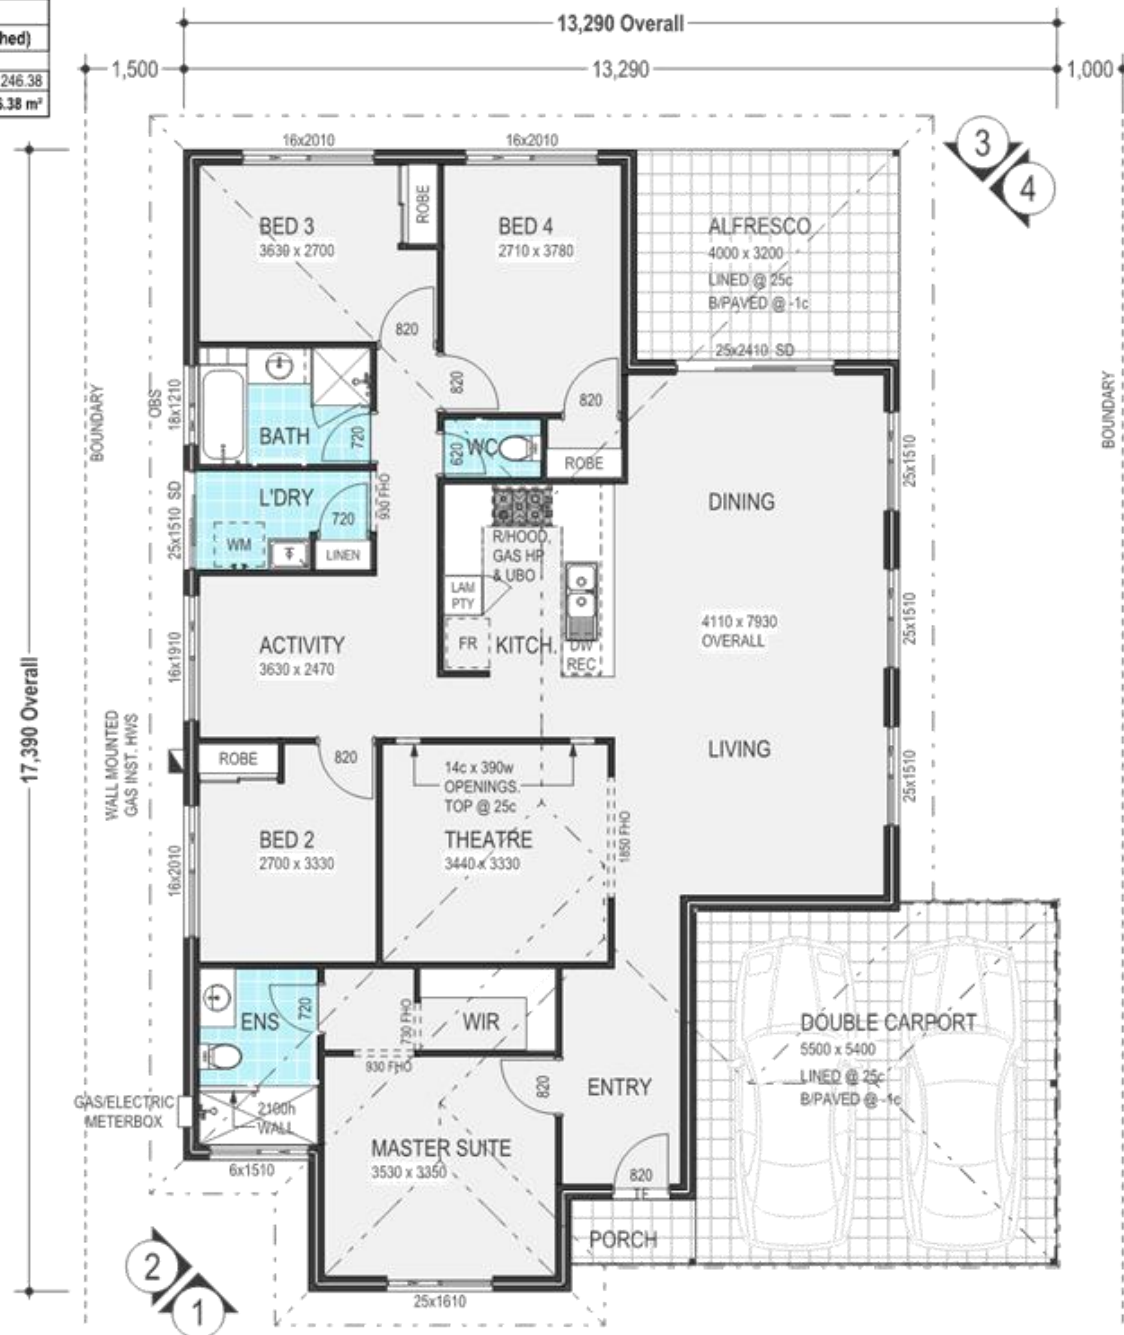 hed)
246.38
6.38 m²
13,290 Overall
1,500
13,290
1,000
16x2010
16x2010
3
4
BED 3
3630 x 2700
ROBE
BED 4
2710 x 3780
ALFRESCO
4000 x 3200
LINED @ 25c
B/PAVED @ -1c
25x2410 SD
820
820
820
BOUNDARY
BOUNDARY
OBS
18x1210
BATH
720
WC
620
ROBE
25x1510
25x1510 SD
L'DRY
720
WM
LINEN
930 FHO
R/HOOD,
GAS HP
& UBO
LAM
PTY
FR
KITCH.
DW
REC
DINING
4110 x 7930
OVERALL
25x1510
16x1910
ACTIVITY
3630 x 2470
17,390 Overall
WALL MOUNTED
GAS INST. HWS
LIVING
25x1510
ROBE
820
14c x 390w
OPENINGS.
TOP @ 25c
BED 2
2700 x 3330
THEATRE
3440 x 3330
1850 FHO
16x2010
ENS
720
730 FHO
WIR
930 FHO
820
ENTRY
DOUBLE CARPORT
5500 x 5400
LINED @ 25c
B/PAVED @ -1c
GAS/ELECTRIC
METERBOX
2100h
WALL
6x1510
MASTER SUITE
3530 x 3350
820
PORCH
25x1610
2
1